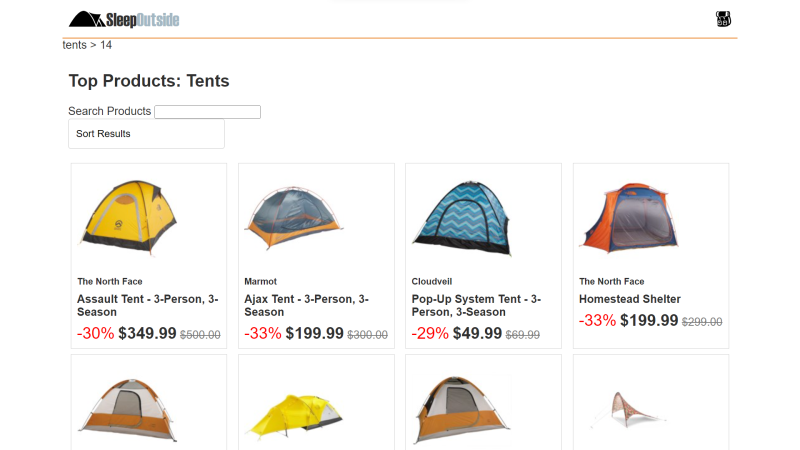 SleepOutside
tents > 14
Top Products: Tents
Search Products
Sort Results
The North Face
Assault Tent - 3-Person, 3-
Season
-30% $349.99 $500.00
Marmot
Ajax Tent - 3-Person, 3-
Season
-33% $199.99 $300.00
Cloudveil
Pop-Up System Tent - 3-
Person, 3-Season
-29% $49.99 $69.99
The North Face
Homestead Shelter
-33% $199.99 $299.00